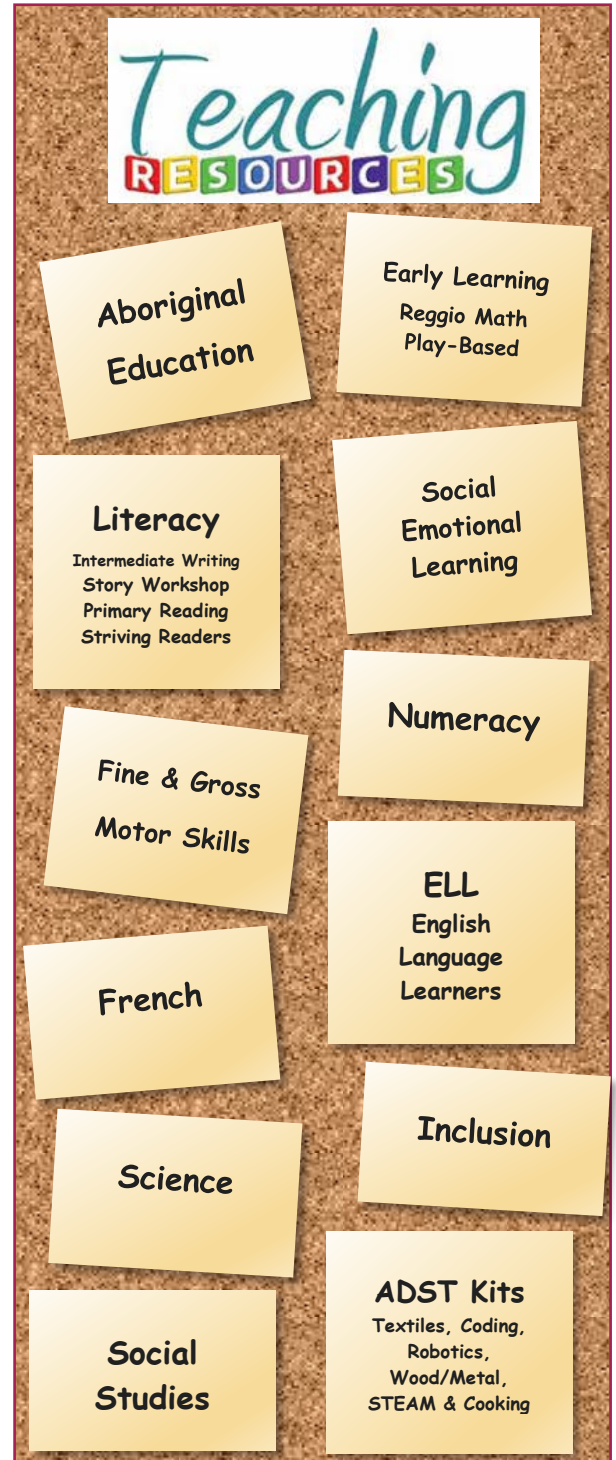 Teaching
RESOURCES
Aboriginal
Education
Early Learning
Reggio Math
Play-Based
Literacy
Intermediate Writing
Story Workshop
Primary Reading
Striving Readers
Social
Emotional
Learning
Numeracy
Fine & Gross
Motor Skills
ELL
English
Language
Learners
French
Inclusion
Science
ADST Kits
Textiles, Coding,
Robotics,
Wood/Metal,
STEAM & Cooking
Social
Studies